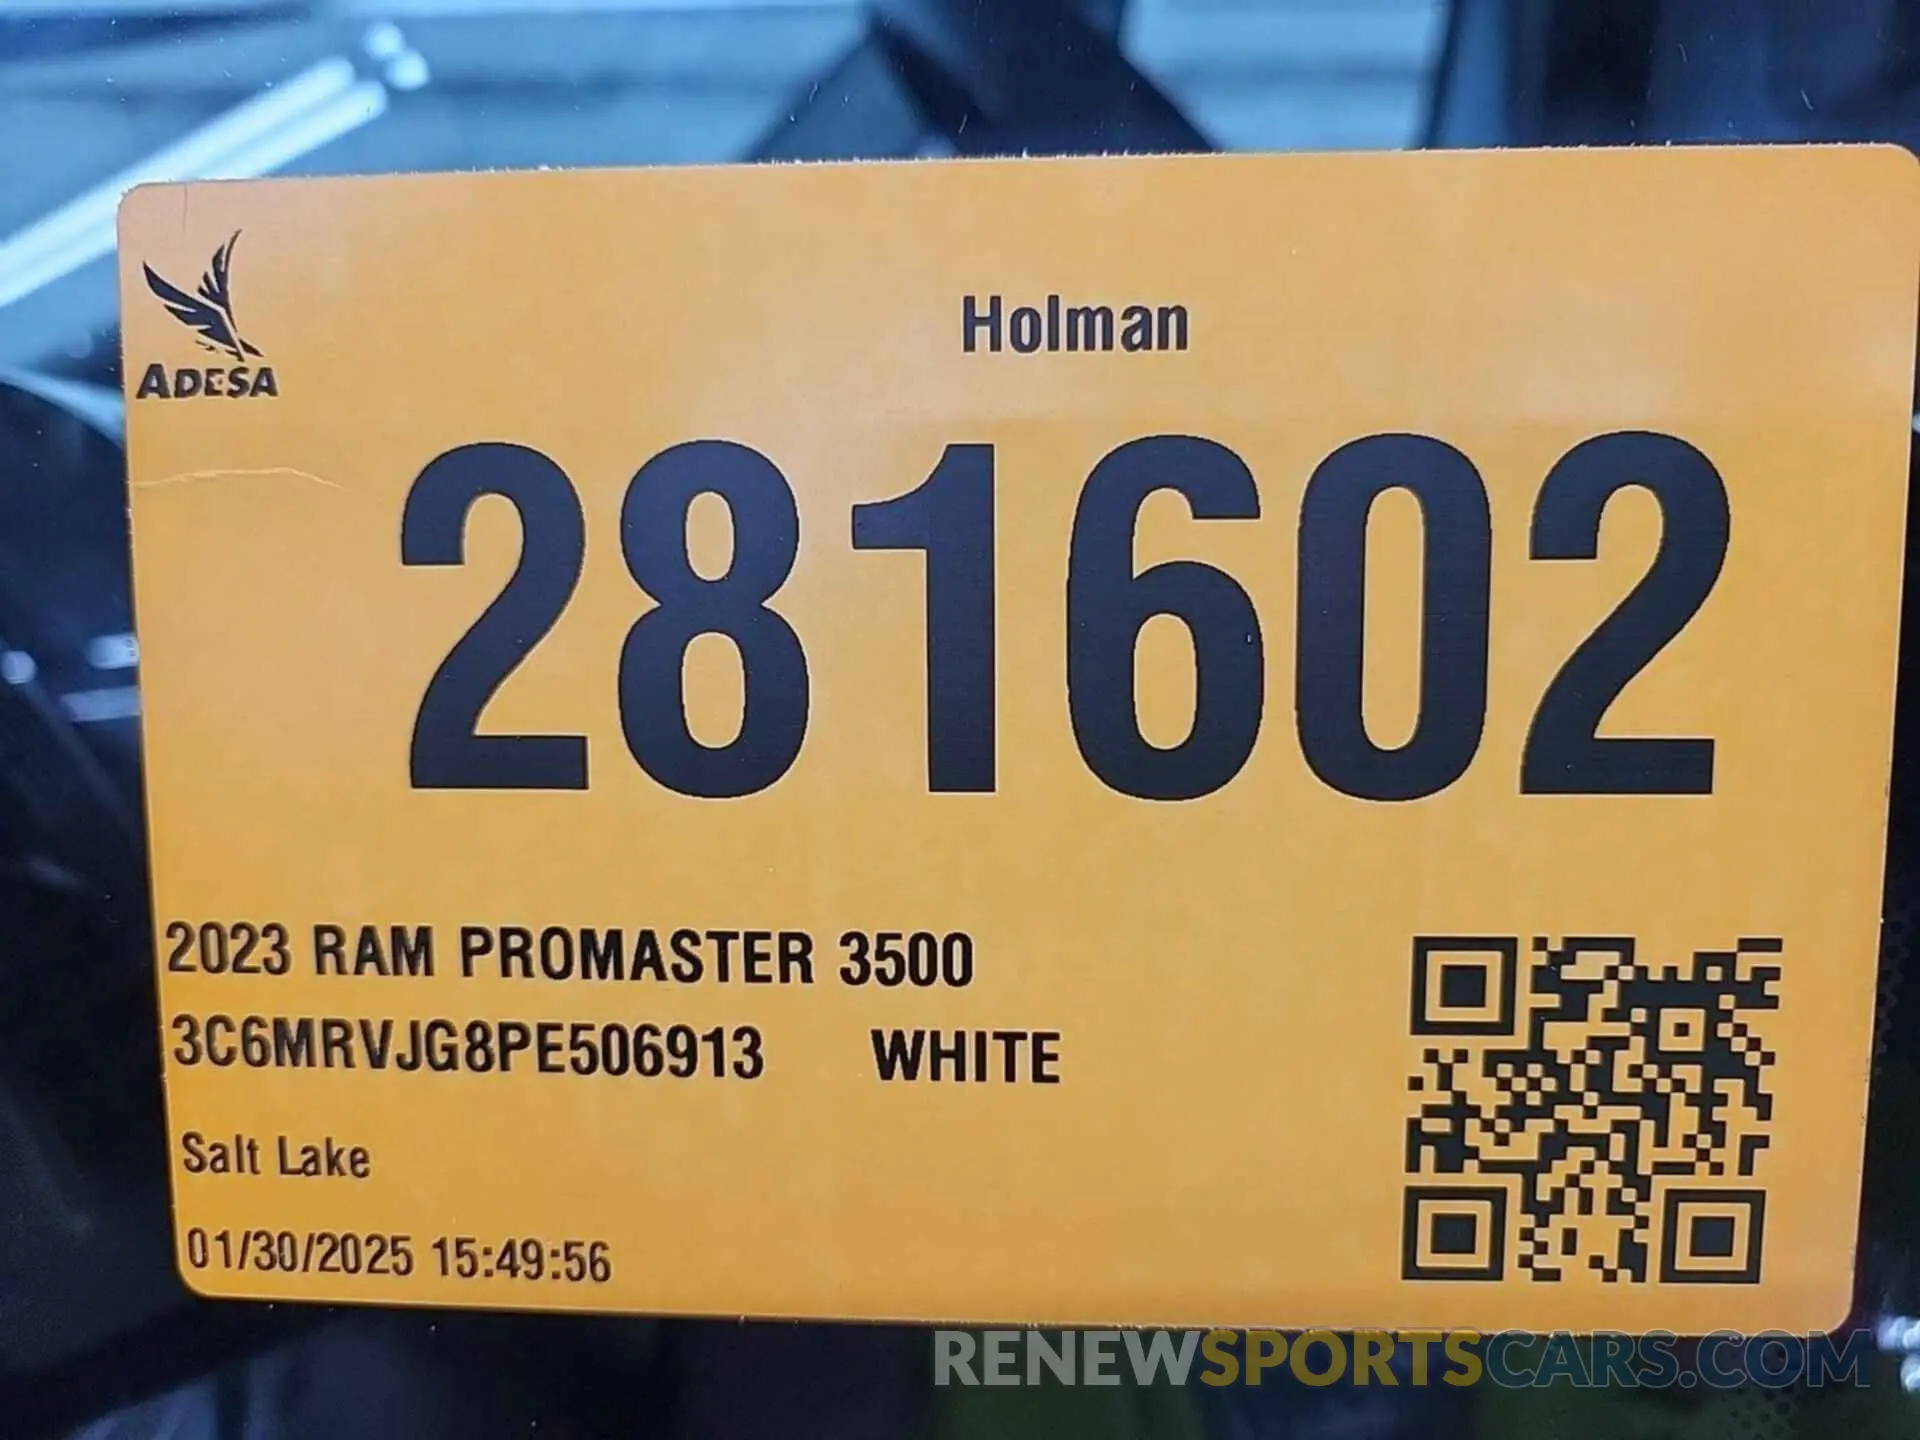 ADESA
Holman
281602
2023 RAM PROMASTER 3500
3C6MRVJG8PE506913 WHITE
Salt Lake
01/30/2025 15:49:56
RENEWSPORTSCARS.COM